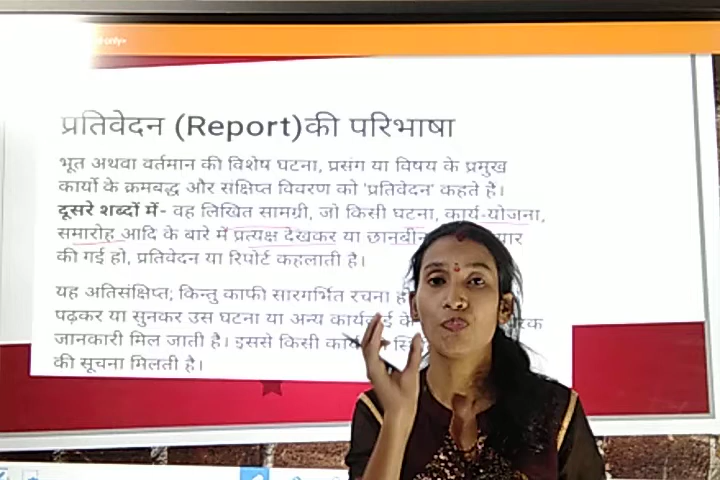 only*
प्रतिवेदन (Report)की परिभाषा
भूत अथवा वर्तमान की विशेष घटना, प्रसंग या विषय के प्रमुख
कार्यो के क्रमबद्ध और संक्षिप्त विवरण को 'प्रतिवेदन' कहते है।
दूसरे शब्दों में- वह लिखित सामग्री, जो किसी घटना, कार्य-योजना,
समारोह आदि के बारे में प्रत्यक्ष देखकर या छानबीन
की गई हो, प्रतिवेदन या रिपोर्ट कहलाती है।
यह अतिसंक्षिप्त; किन्तु काफी सारगर्भित रचना
पढ़कर या सुनकर उस घटना या अन्य कार्यवाई के
जानकारी मिल जाती है। इससे किसी
की सूचना मिलती है।